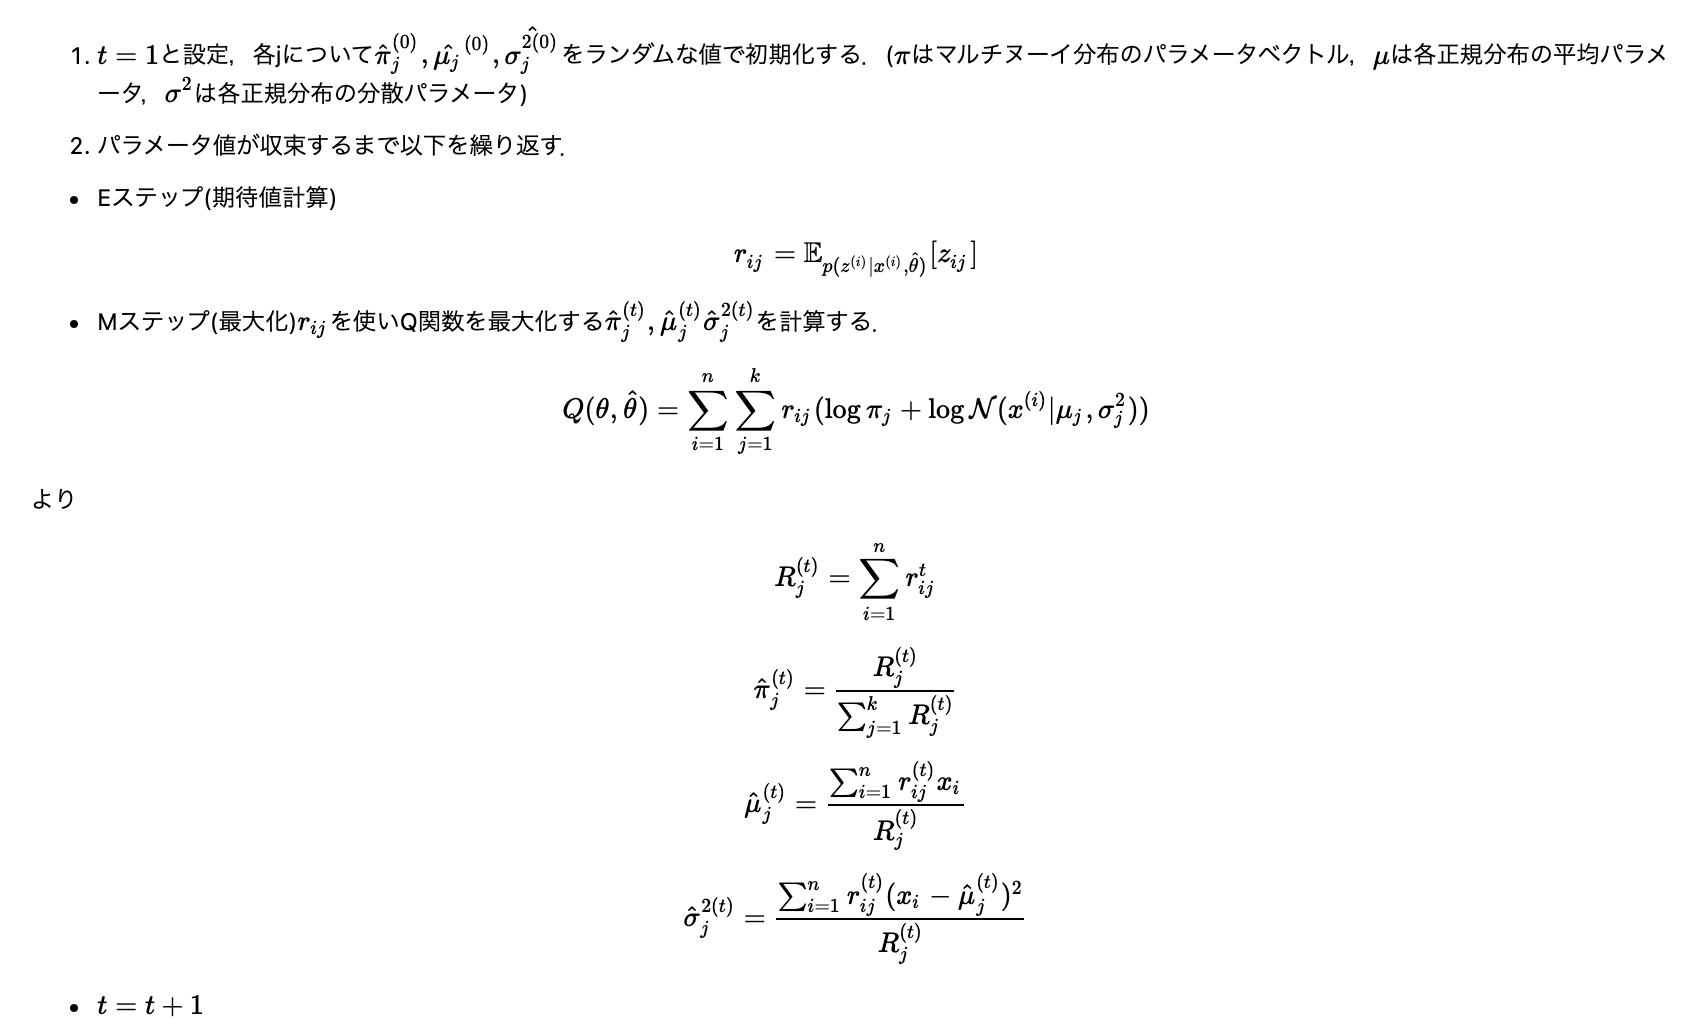 1. $t = 1$と設定，各jについて$\hat{\pi}_j^{(0)}, \hat{\mu_j}^{(0)}, \hat{\sigma_j^{2(0)}}$をランダムな値で初期化する．($\pi$はマルチヌーイ分布のパラメータベクトル，$\mu$は各正規分布の平均パラメ
ータ，$\sigma^2$は各正規分布の分散パラメータ)
2. パラメータ値が収束するまで以下を繰り返す.
• Eステップ(期待値計算)
$r_{ij} = \mathbb{E}_{p(z^{(i)}|x^{(i)},\hat{\theta})}[z_{ij}]$
• Mステップ(最大化)$r_{ij}$を使いQ関数を最大化する$\hat{\pi}_j^{(t)}, \hat{\mu}_j^{(t)} \hat{\sigma}_j^{2(t)}$を計算する.
$Q(\theta, \hat{\theta}) = \sum_{i=1}^{n} \sum_{j=1}^{k} r_{ij}(\log \pi_j + \log \mathcal{N}(x^{(i)}|\mu_j, \sigma_j^2))$
より
$R_j^{(t)} = \sum_{i=1}^{n} r_{ij}^{t}$
$\hat{\pi}_j^{(t)} = \frac{R_j^{(t)}}{\sum_{j=1}^{k} R_j^{(t)}}$
$\hat{\mu}_j^{(t)} = \frac{\sum_{i=1}^{n} r_{ij}^{(t)} x_i}{R_j^{(t)}}$
$\hat{\sigma}_j^{2(t)} = \frac{\sum_{i=1}^{n} r_{ij}^{(t)} (x_i - \hat{\mu}_j^{(t)})^2}{R_j^{(t)}}$
• $t = t + 1$